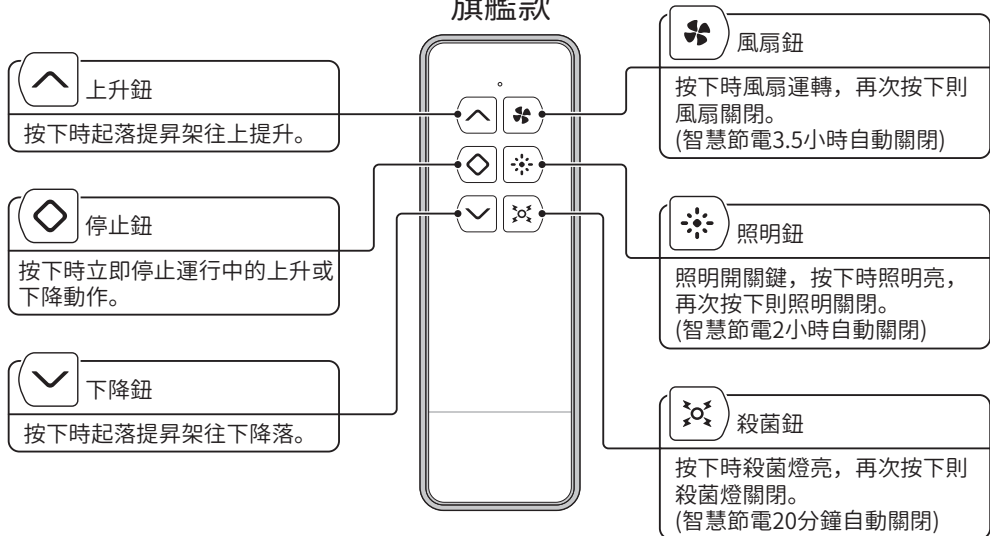 旗艦款
上升鈕
按下時起落提昇架往上提升。
停止鈕
按下時立即停止運行中的上升或
下降動作。
下降鈕
按下時起落提昇架往下降落。
風扇鈕
按下時風扇運轉，再次按下則
風扇關閉。
(智慧節電3.5小時自動關閉)
照明鈕
照明開關鍵，按下時照明亮，
再次按下則照明關閉。
(智慧節電2小時自動關閉)
殺菌鈕
按下時殺菌燈亮，再次按下則
殺菌燈關閉。
(智慧節電20分鐘自動關閉)